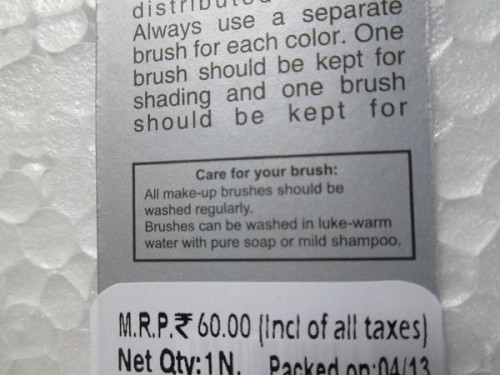 distributed
Always use a separate
brush for each color. One
brush should be kept for
shading and one brush
should be kept for
Care for your brush:
All make-up brushes should be
washed regularly.
Brushes can be washed in luke-warm
water with pure soap or mild shampoo.
M.R.P.₹ 60.00 (Incl of all taxes)
Net Qty:1N. Packed on:04/13